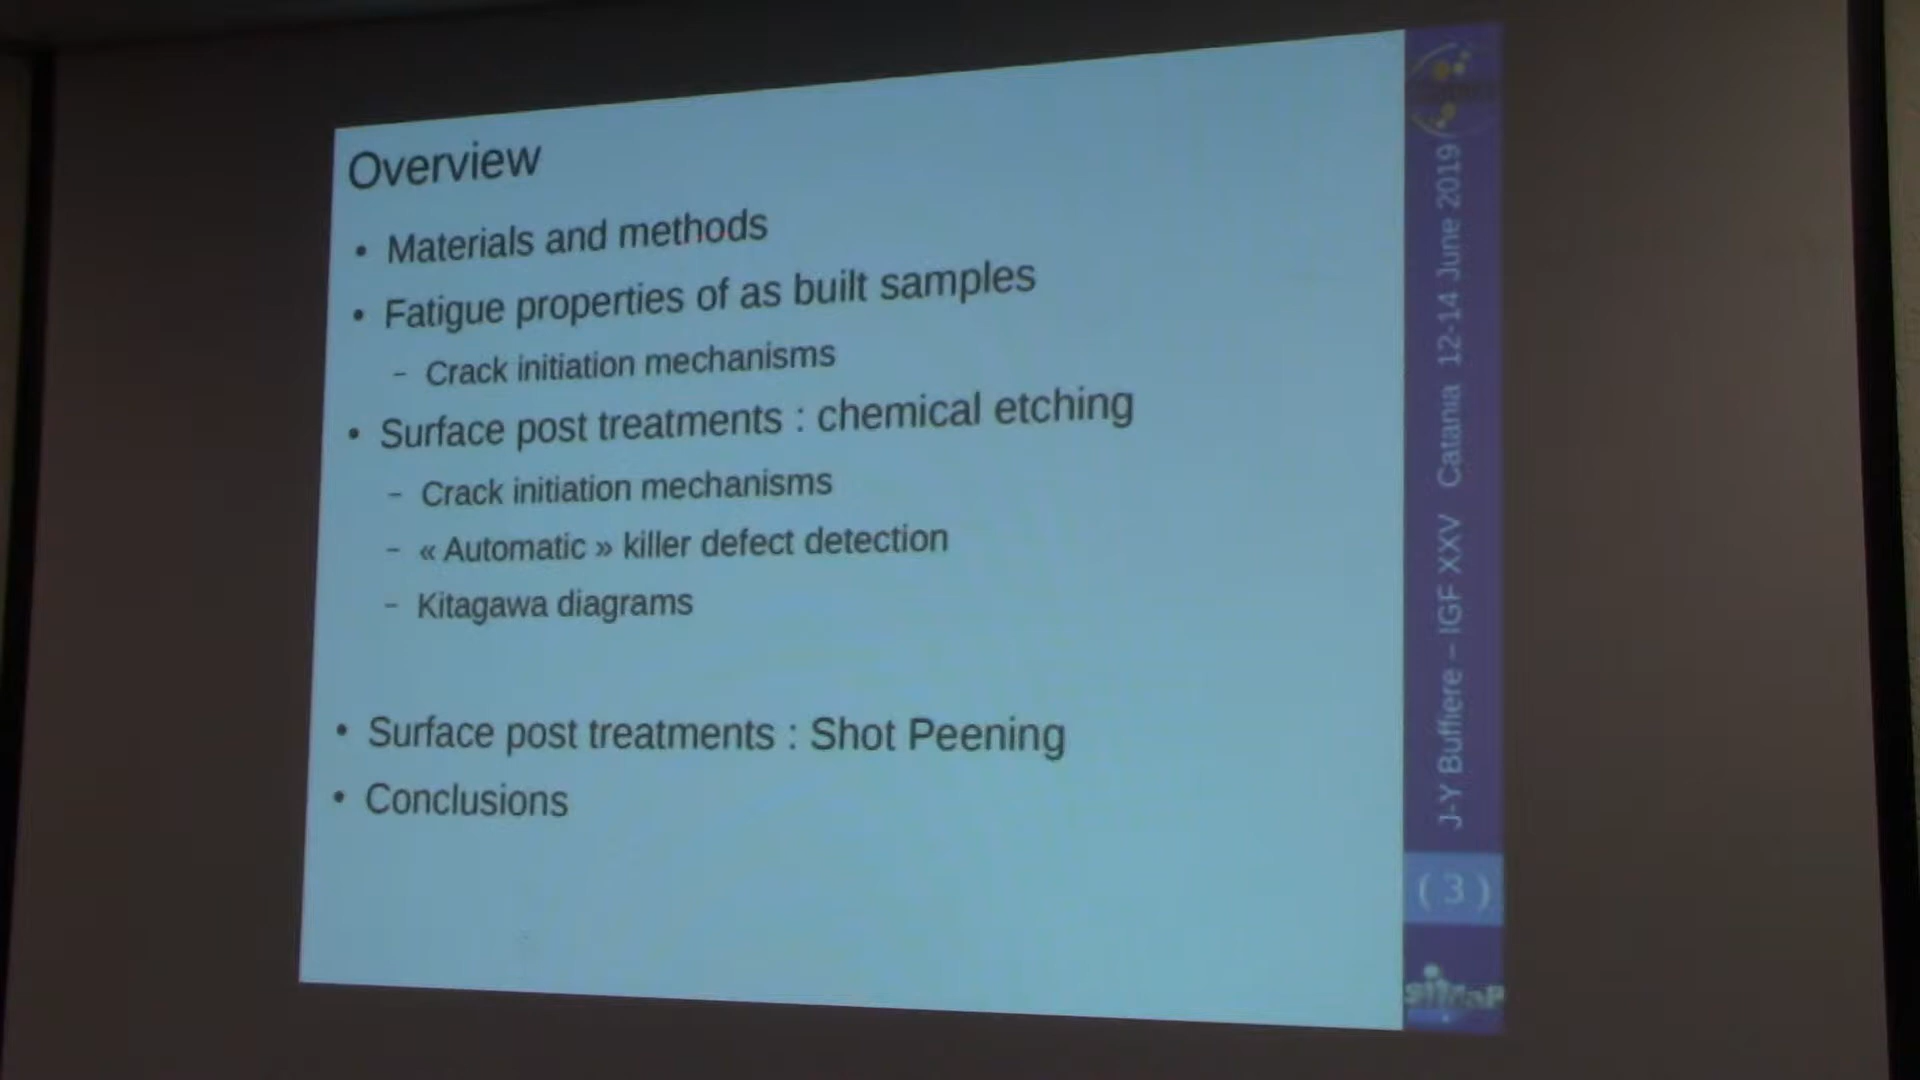 Overview
• Materials and methods
• Fatigue properties of as built samples
– Crack initiation mechanisms
• Surface post treatments : chemical etching
– Crack initiation mechanisms
– « Automatic » killer defect detection
– Kitagawa diagrams
• Surface post treatments : Shot Peening
• Conclusions
J-Y Buffiere – IGF XXV Catania 12-14 June 2019
( 3 )